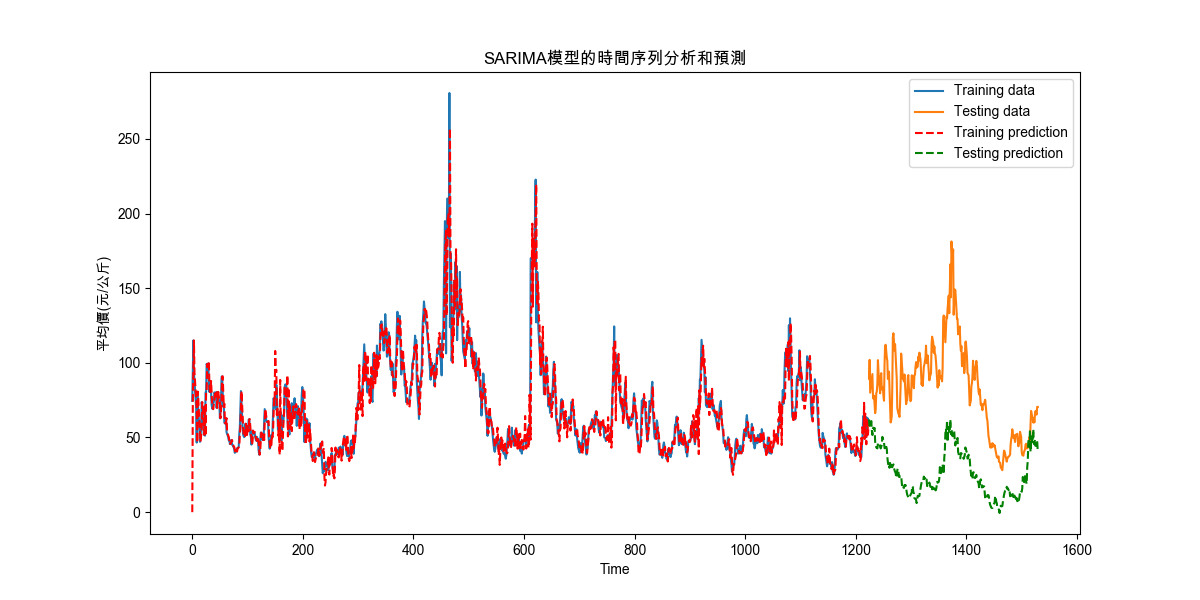 SARIMA模型的時間序列分析和預測
Training data
Testing data
Training prediction
Testing prediction
平均價(元/公斤)
250
200
150
100
50
0
0 200 400 600 800 1000 1200 1400 1600
Time